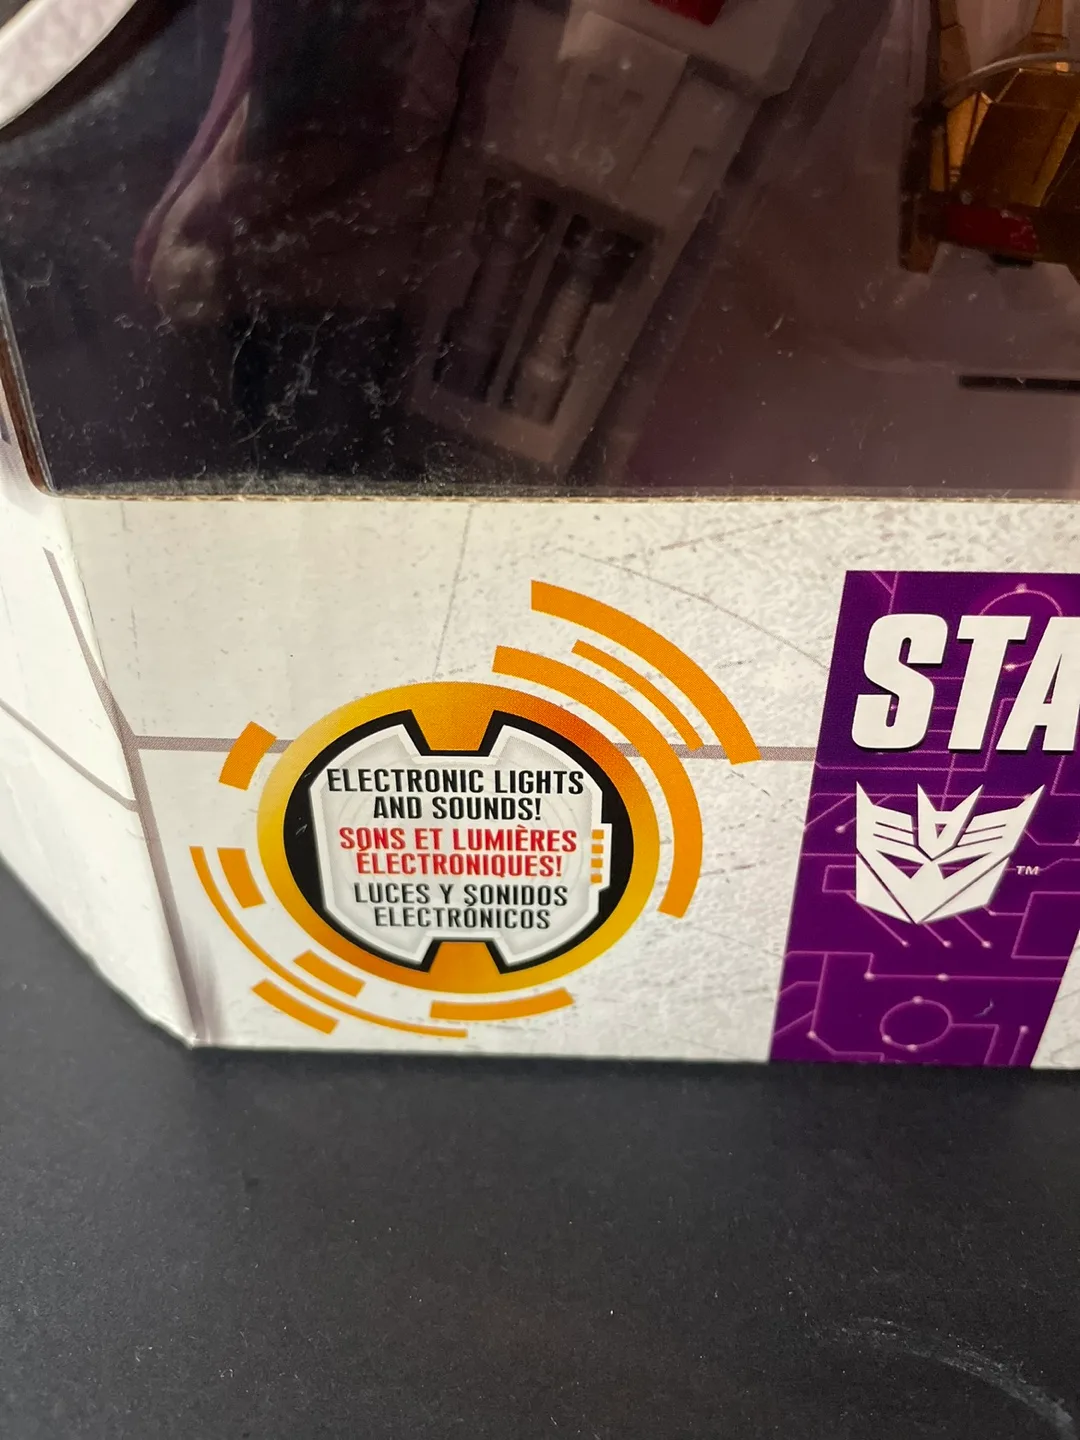 ELECTRONIC LIGHTS
AND SOUNDS!
SONS ET LUMIÈRES
ÉLECTRONIQUES!
LUCES Y SONIDOS
ELECTRÓNICOS
STA
TM